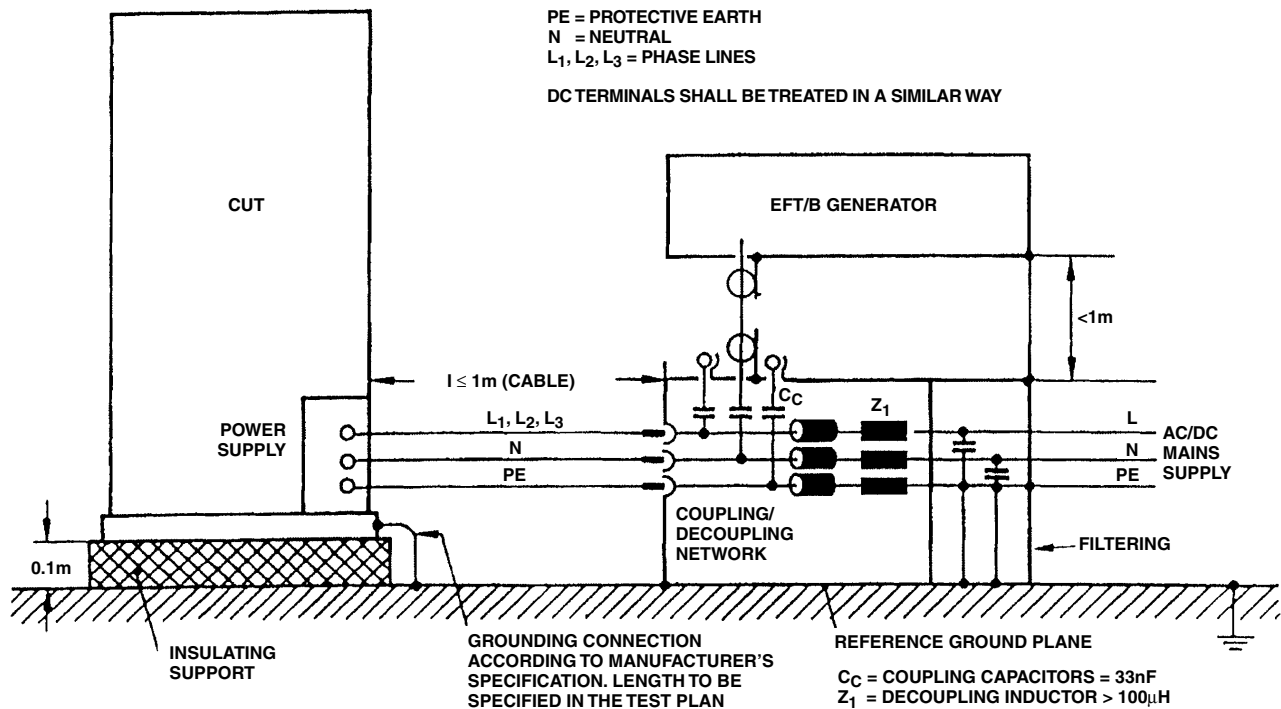 PE = PROTECTIVE EARTH
N = NEUTRAL
L1, L2, L3 = PHASE LINES
DC TERMINALS SHALL BE TREATED IN A SIMILAR WAY
CUT
EFT/B GENERATOR
<1m
l ≤ 1m (CABLE)
CC
Z1
POWER
SUPPLY
L1, L2, L3
N
PE
L
N
PE
AC/DC
MAINS
SUPPLY
COUPLING/
DECOUPLING
NETWORK
FILTERING
0.1m
INSULATING
SUPPORT
GROUNDING CONNECTION
ACCORDING TO MANUFACTURER'S
SPECIFICATION. LENGTH TO BE
SPECIFIED IN THE TEST PLAN
REFERENCE GROUND PLANE
CC = COUPLING CAPACITORS = 33nF
Z1 = DECOUPLING INDUCTOR > 100μH